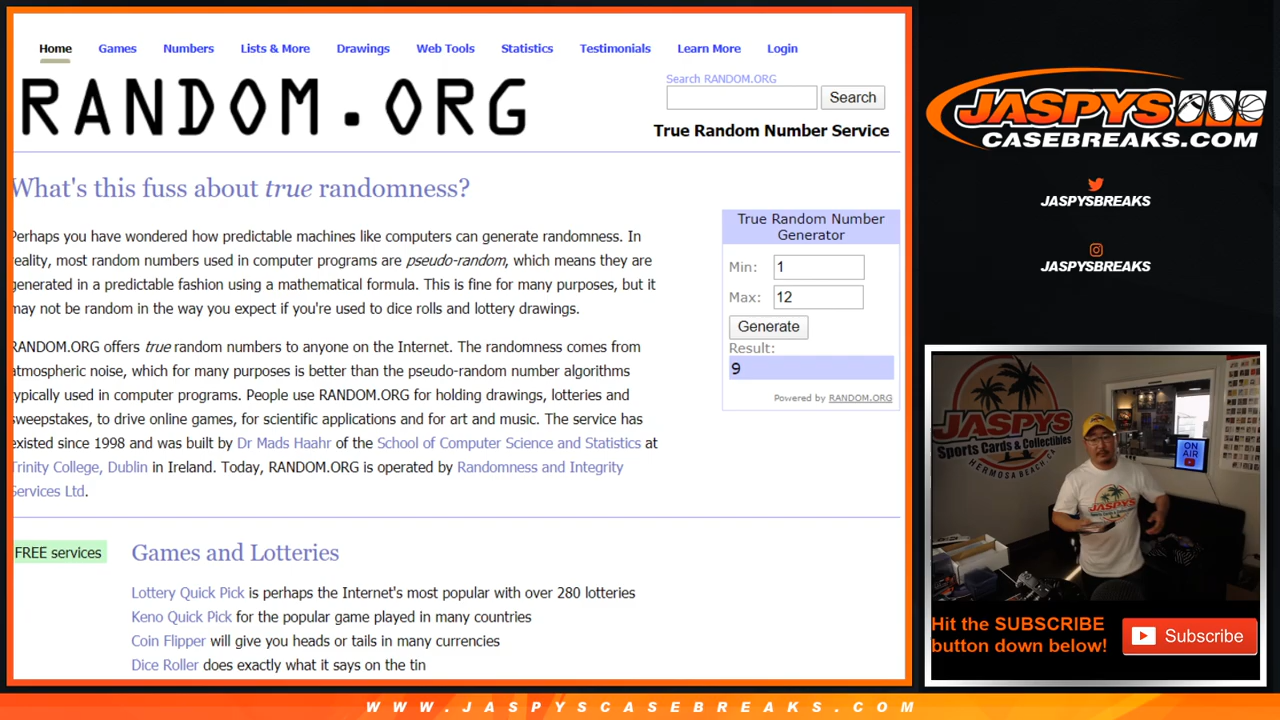 Home Games Numbers Lists & More Drawings Web Tools Statistics Testimonials Learn More Login
RANDOM.ORG
Search RANDOM.ORG
Search
True Random Number Service
What's this fuss about true randomness?
Perhaps you have wondered how predictable machines like computers can generate randomness. In
reality, most random numbers used in computer programs are pseudo-random, which means they are
generated in a predictable fashion using a mathematical formula. This is fine for many purposes, but it
may not be random in the way you expect if you're used to dice rolls and lottery drawings.
RANDOM.ORG offers true random numbers to anyone on the Internet. The randomness comes from
atmospheric noise, which for many purposes is better than the pseudo-random number algorithms
typically used in computer programs. People use RANDOM.ORG for holding drawings, lotteries and
sweepstakes, to drive online games, for scientific applications and for art and music. The service has
existed since 1998 and was built by Dr Mads Haahr of the School of Computer Science and Statistics at
Trinity College, Dublin in Ireland. Today, RANDOM.ORG is operated by Randomness and Integrity
Services Ltd.
True Random Number
Generator
Min: 1
Max: 12
Generate
Result:
9
Powered by RANDOM.ORG
FREE services
Games and Lotteries
Lottery Quick Pick is perhaps the Internet's most popular with over 280 lotteries
Keno Quick Pick for the popular game played in many countries
Coin Flipper will give you heads or tails in many currencies
Dice Roller does exactly what it says on the tin
JASPYS
CASEBREAKS.COM
JASPYSBREAKS
JASPYSBREAKS
JASPYS
Sports Cards & Collectibles
HERMOSA BEACH, CA
ON
AIR
JASPYS
Hit the SUBSCRIBE
button down below!
Subscribe
WWW.JASPYSCASEBREAKS.COM